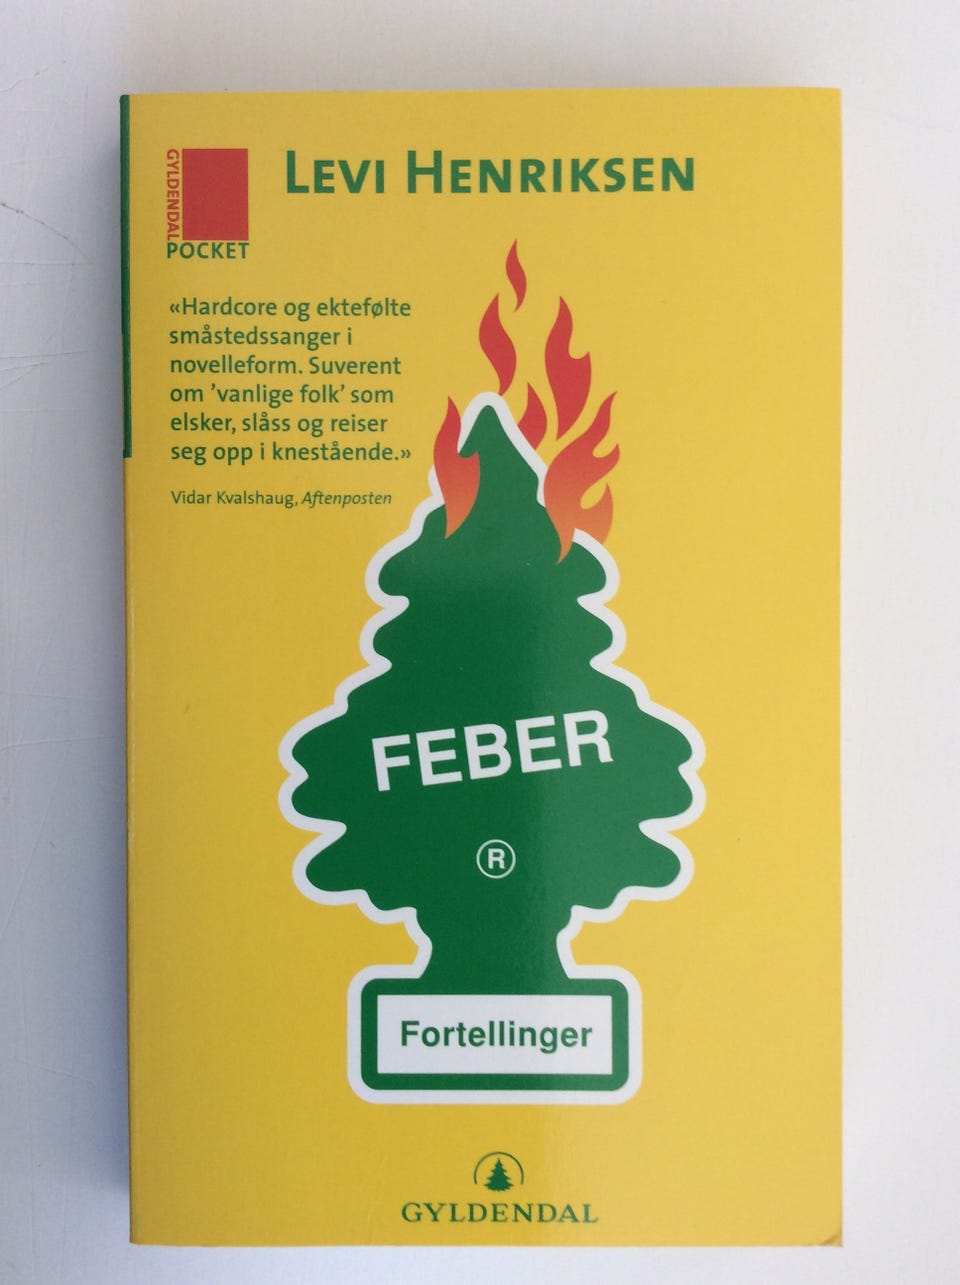 LEVI HENRIKSEN
GYLDENDAL
POCKET
«Hardcore og ektefølte
småstedssanger i
novelleform. Suverent
om ’vanlige folk’ som
elsker, slåss og reiser
seg opp i knestående.»
Vidar Kvalshaug, Aftenposten
FEBER
®
Fortellinger
GYLDENDAL